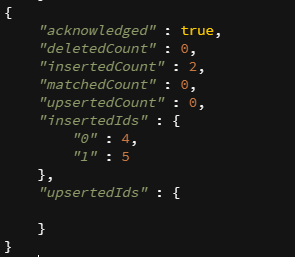 {
"acknowledged" : true,
"deletedCount" : 0,
"insertedCount" : 2,
"matchedCount" : 0,
"upsertedCount" : 0,
"insertedIds" : {
"0" : 4,
"1" : 5
},
"upsertedIds" : {
}
}